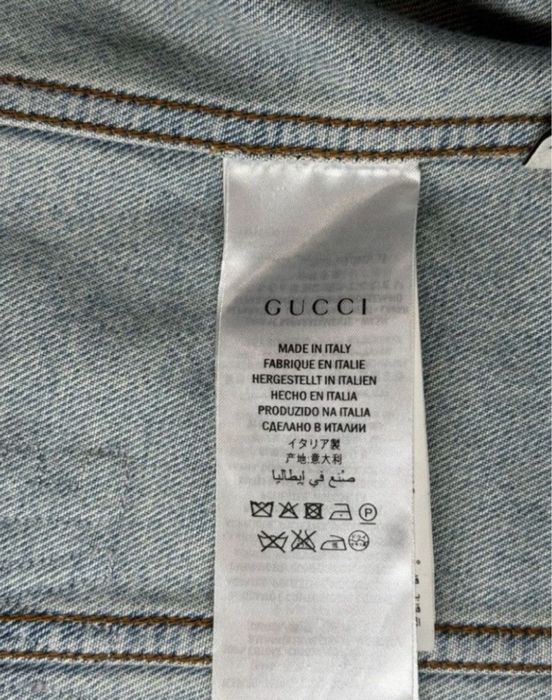 GUCCI
MADE IN ITALY
FABRIQUE EN ITALIE
HERGESTELLT IN ITALIEN
HECHO EN ITALIA
PRODUZIDO NA ITALIA
СДЕЛАНО В ИТАЛИИ
イタリア製
产地:意大利
صنع في إيطاليا
P